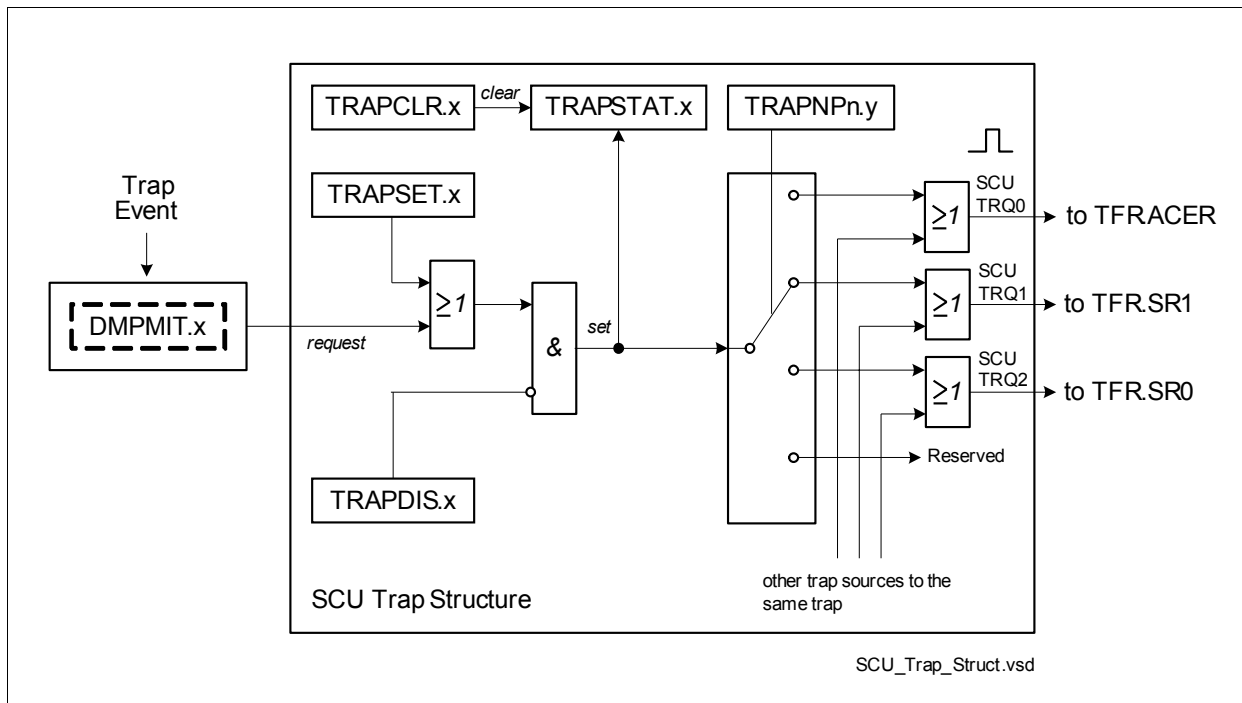 TRAPCLR.x
clear
TRAPSTAT.x
TRAPNPn.y
Trap
Event
TRAPSET.x
SCU
TRQ0
≥1
to TFR.ACER
DMPMIT.x
request
≥1
&
set
SCU
TRQ1
≥1
to TFR.SR1
SCU
TRQ2
≥1
to TFR.SR0
Reserved
TRAPDIS.x
other trap sources to the
same trap
SCU Trap Structure
SCU_Trap_Struct.vsd